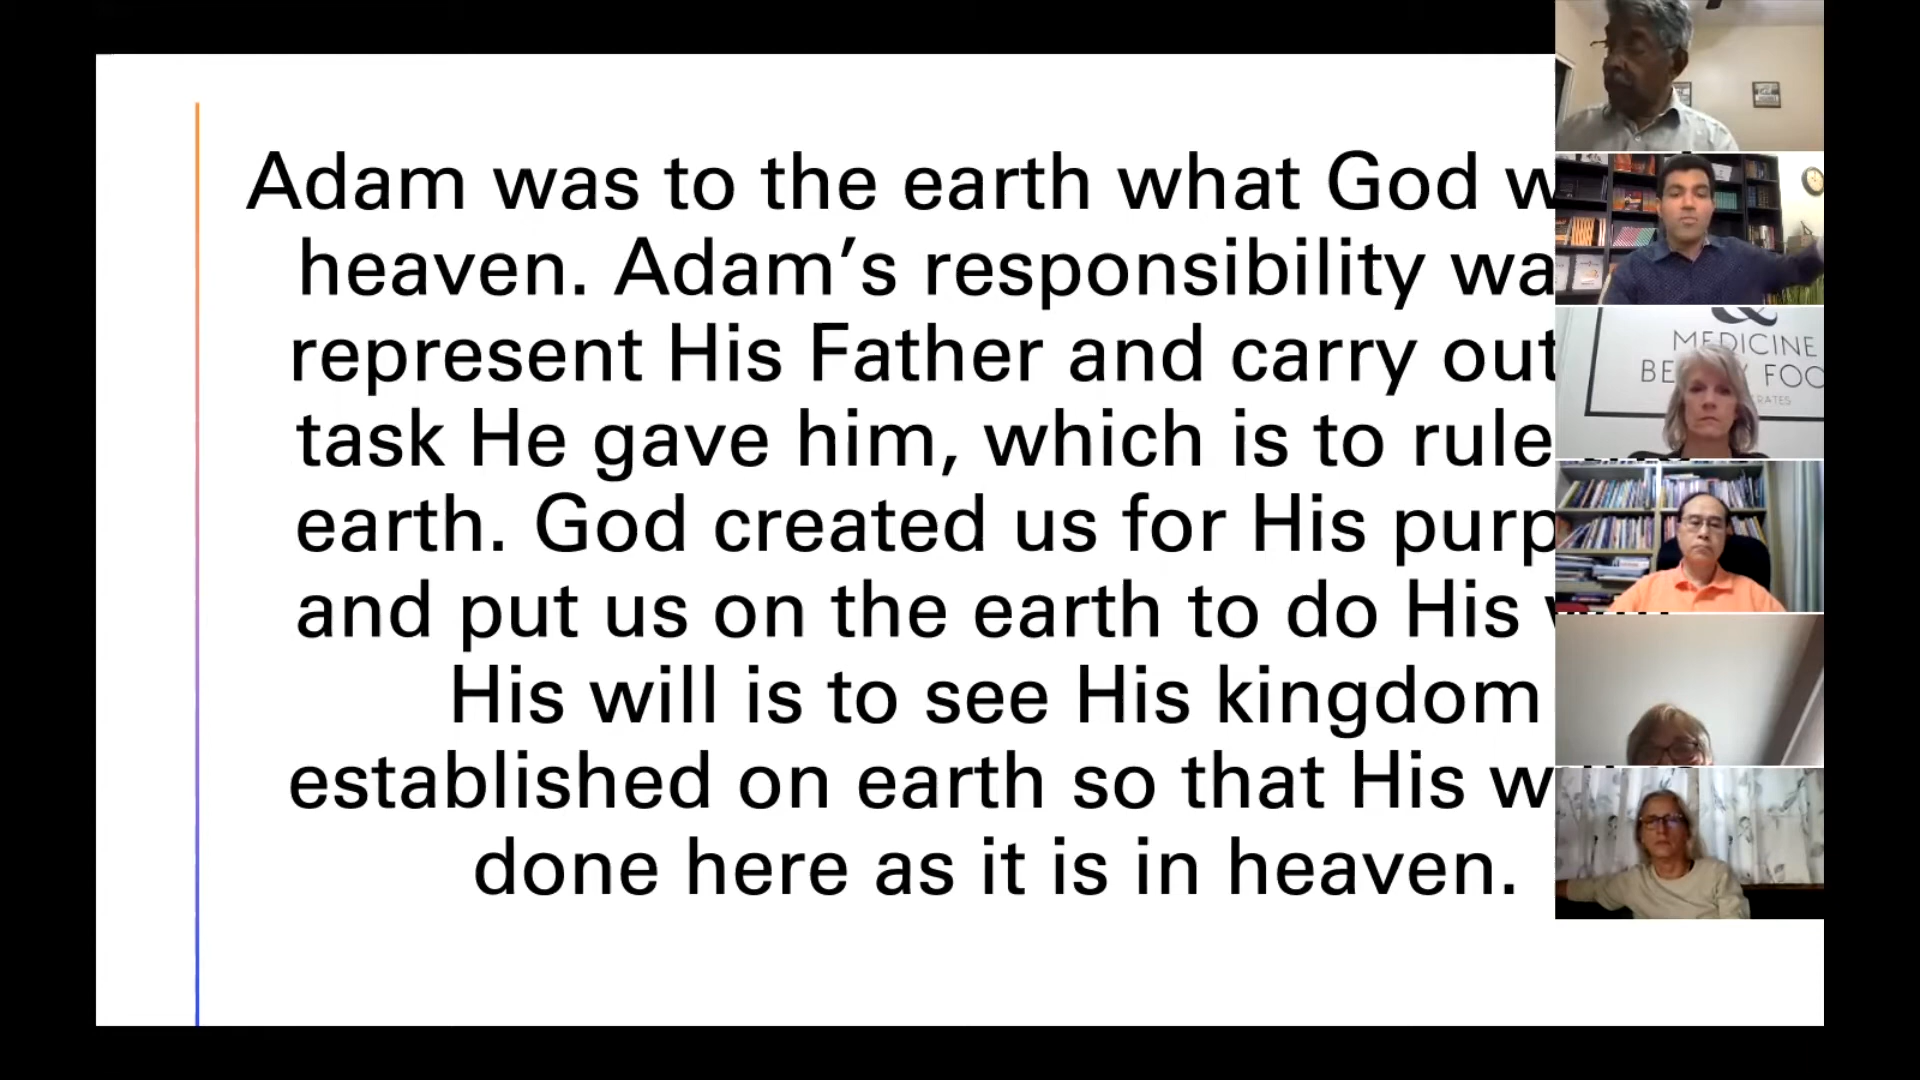 Adam was to the earth what God
heaven. Adam’s responsibility
represent His Father and carry out
task He gave him, which is to rule
earth. God created us for His
and put us on the earth to do His
His will is to see His kingdom
established on earth so that His
done here as it is in heaven.
&
MEDICINE